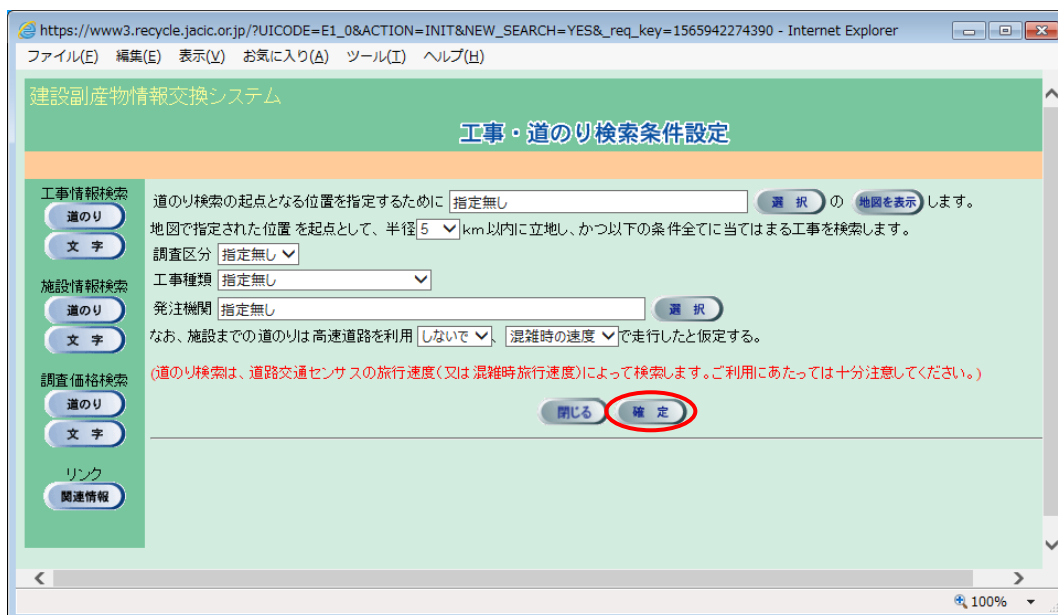 https://www3.recycle.jacic.or.jp/?UICODE=E1_0&ACTION=INIT&NEW_SEARCH=YES&_req_key=1565942274390 - Internet Explorer
ファイル(F) 編集(E) 表示(V) お気に入り(A) ツール(T) ヘルプ(H)
建設副産物情報交換システム
工事・道のり検索条件設定
工事情報検索
道のり
文 字
施設情報検索
道のり
文 字
調査価格検索
道のり
文 字
リンク
関連情報
道のり検索の起点となる位置を指定するために 指定無し 選 択 の 地図を表示 します。
地図で指定された位置 を起点として、半径 5 km以内に立地し、かつ以下の条件全てに当てはまる工事を検索します。
調査区分 指定無し
工事種類 指定無し
発注機関 指定無し 選 択
なお、施設までの道のりは高速道路を利用 しないで 、 混雑時の速度 で走行したと仮定する。
(道のり検索は、道路交通センサスの旅行速度(又は混雑時旅行速度)によって検索します。ご利用にあたっては十分注意してください。)
閉じる 確 定
100%